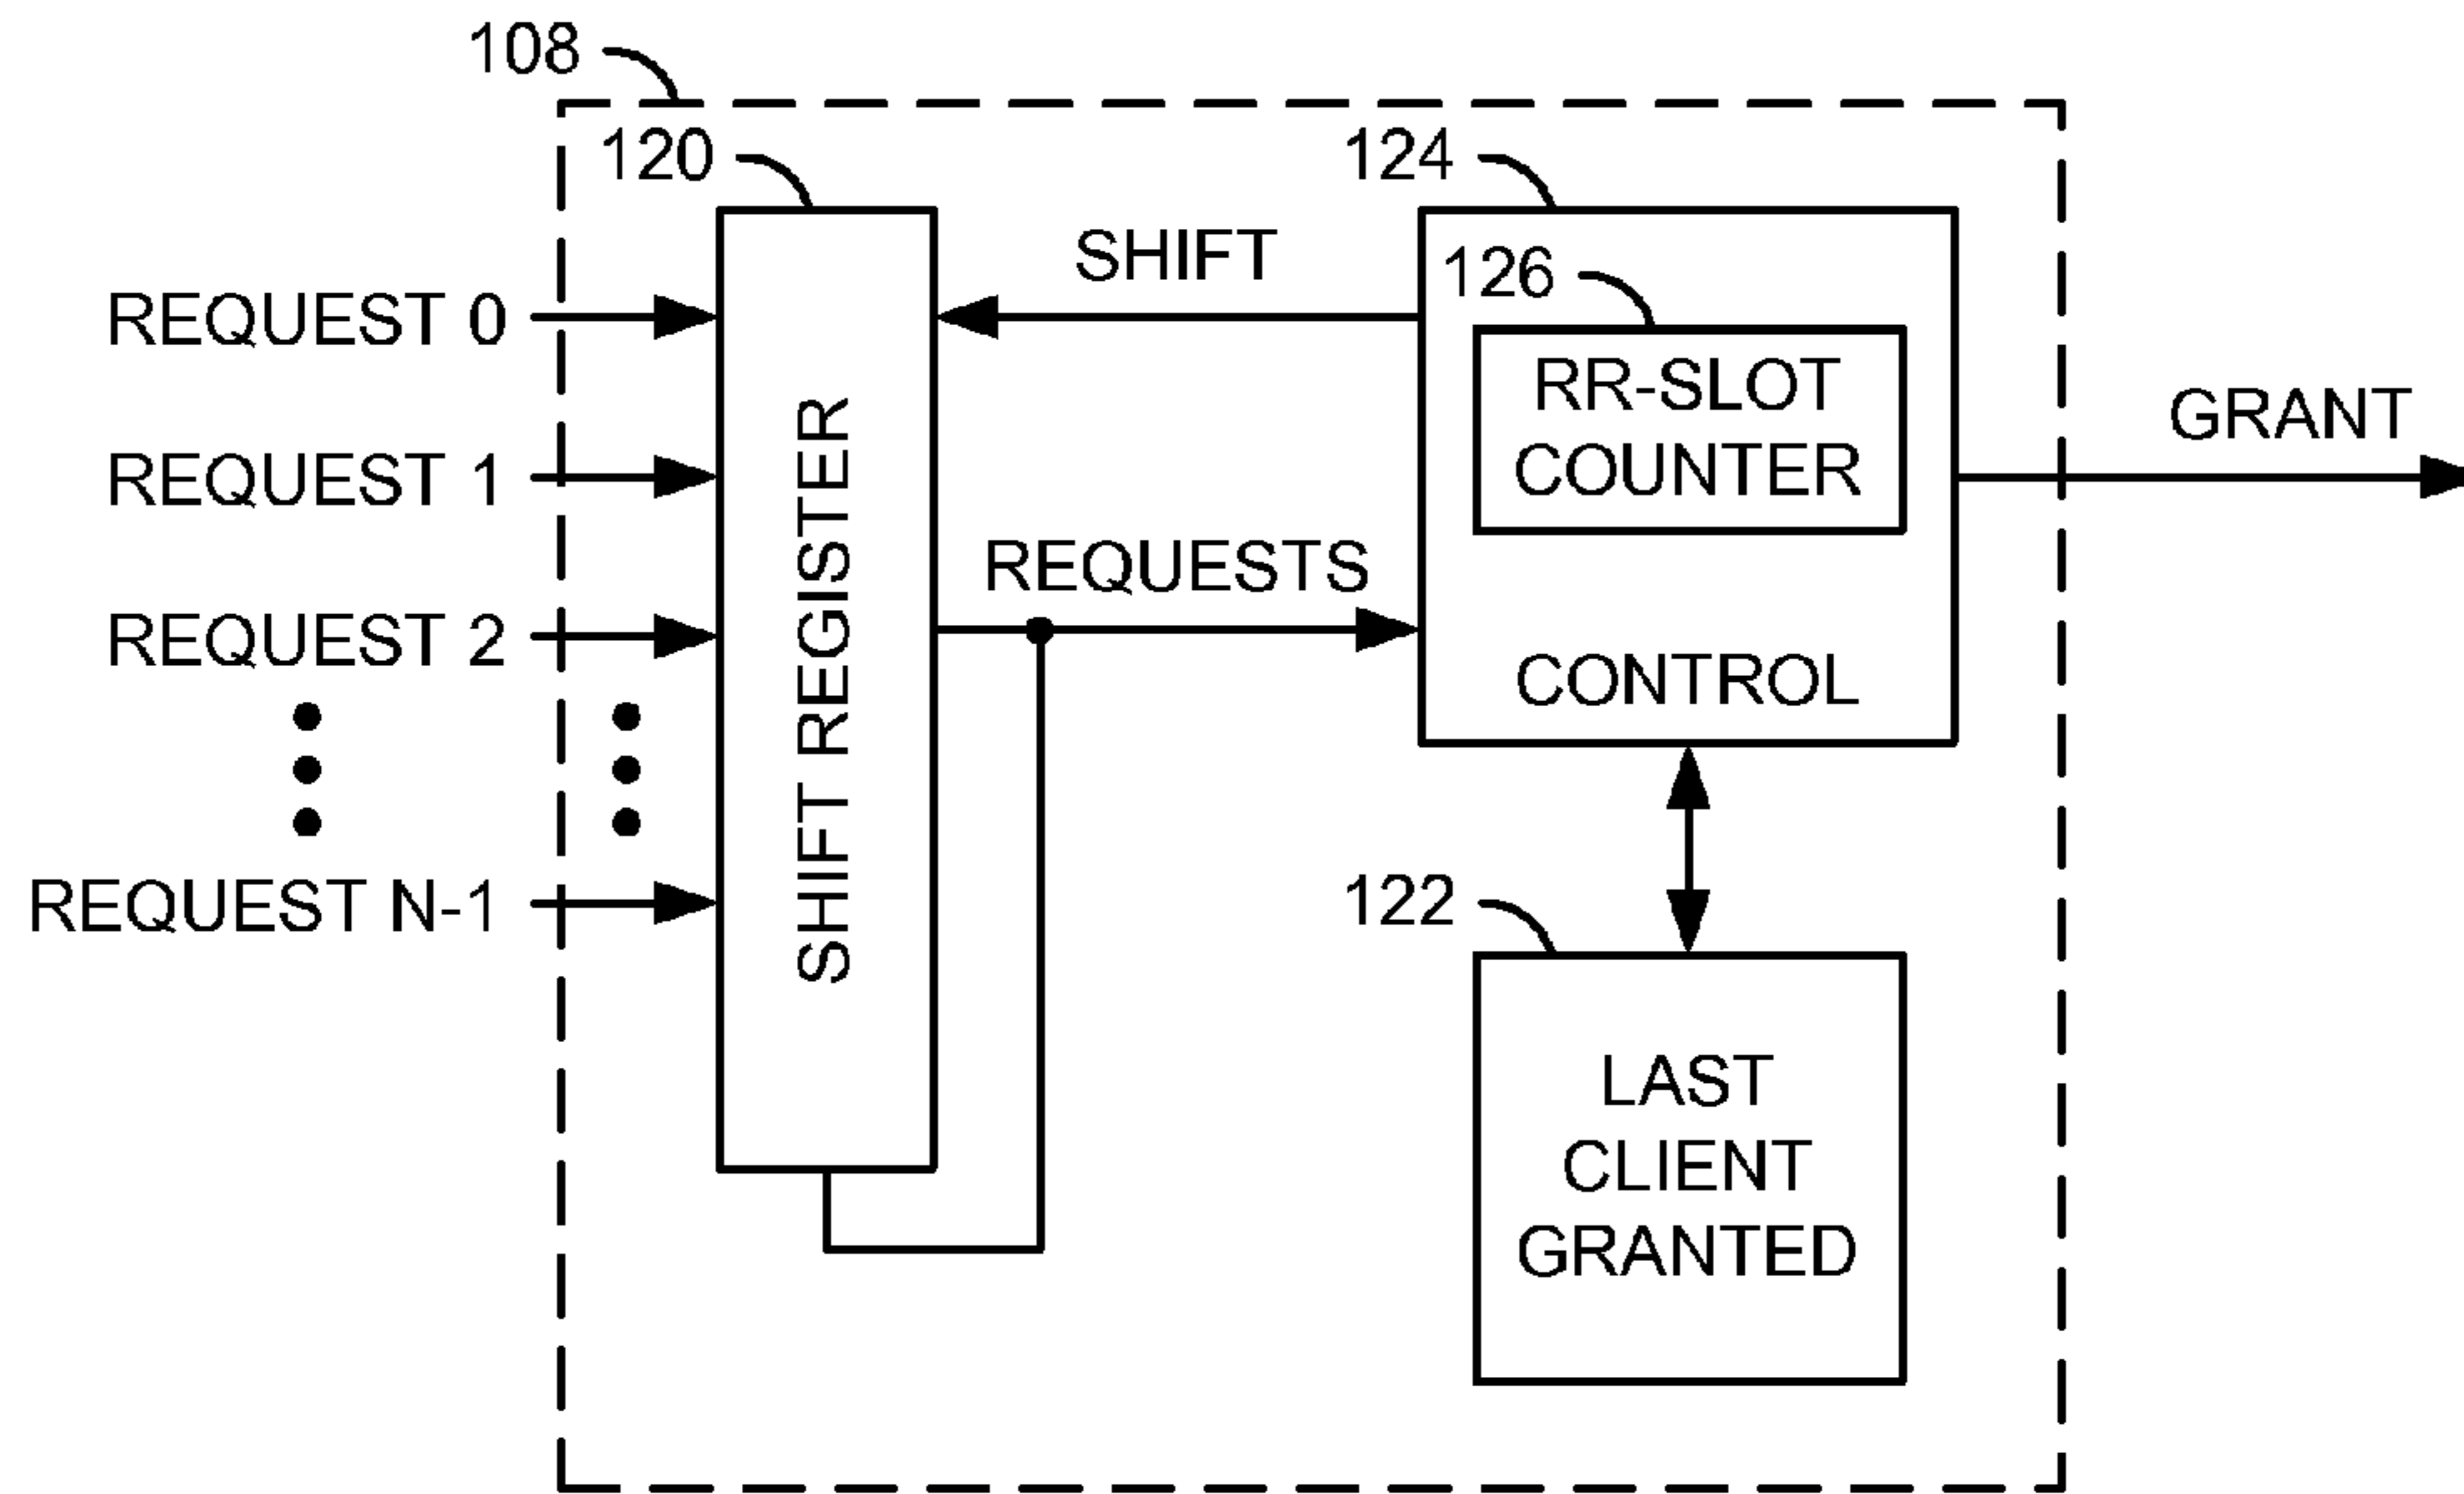 108
120
124
SHIFT
126
REQUEST 0
RR-SLOT
COUNTER
GRANT
REQUEST 1
SHIFT REGISTER
REQUESTS
REQUEST 2
CONTROL
122
REQUEST N-1
LAST
CLIENT
GRANTED